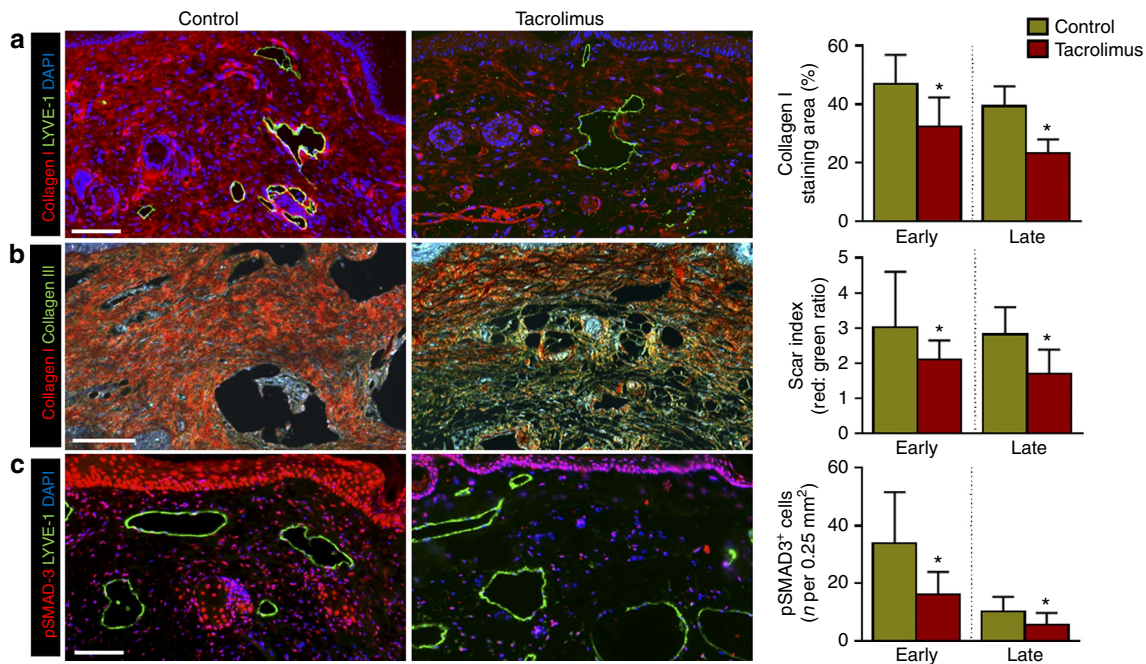 Control
Tacrolimus
a
Collagen I LYVE-1 DAPI
Control
Tacrolimus
Collagen I
staining area (%)
60
40
20
0
*
*
Early
Late
b
Collagen I Collagen III
Scar index
(red: green ratio)
5
4
3
2
1
0
*
*
Early
Late
c
pSMAD-3 LYVE-1 DAPI
pSMAD3⁺ cells
(n per 0.25 mm²)
60
40
20
0
*
*
Early
Late